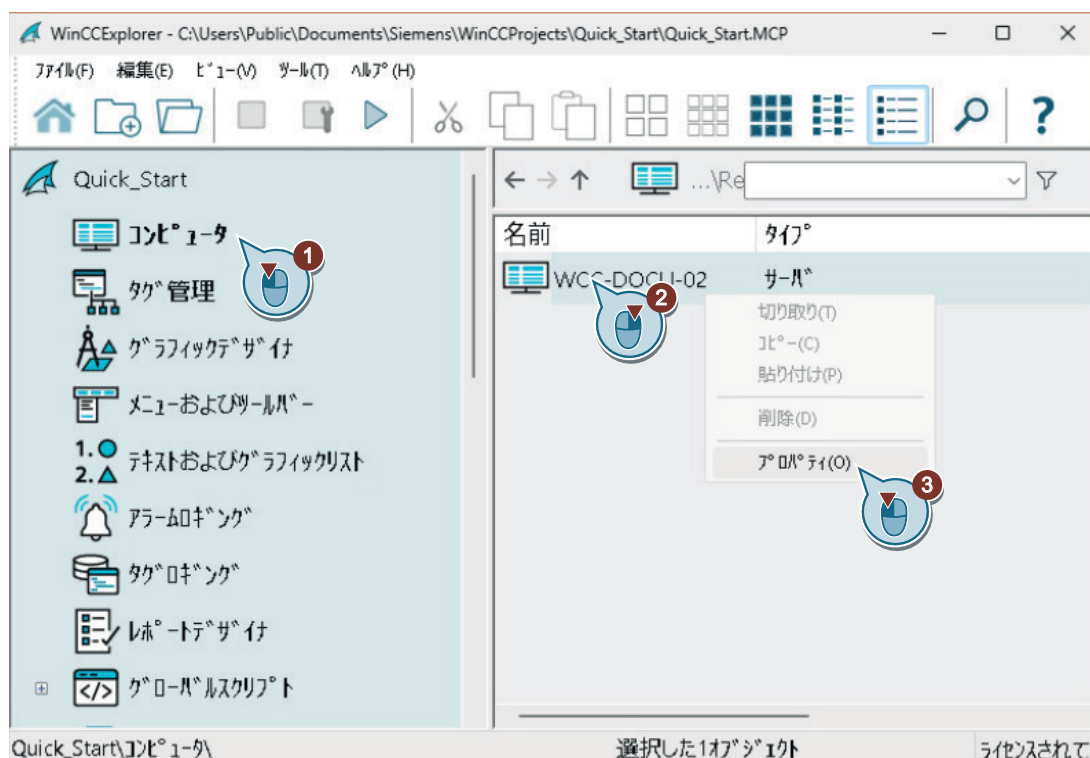 WinCCExplorer - C:\Users\Public\Documents\Siemens\WinCCProjects\Quick_Start\Quick_Start.MCP
ﾌｧｲﾙ(F) 編集(E) ﾋﾞｭｰ(V) ﾂｰﾙ(T) ﾍﾙﾌﾟ(H)
Quick_Start
ｺﾝﾋﾟｭｰﾀ
1
ﾀｸﾞ管理
ｸﾞﾗﾌｨｯｸﾃﾞｻﾞｲﾅ
ﾒﾆｭｰおよびﾂｰﾙﾊﾞｰ
1.
2.
ﾃｷｽﾄおよびｸﾞﾗﾌｨｯｸﾘｽﾄ
ｱﾗｰﾑﾛｷﾞﾝｸﾞ
ﾀｸﾞﾛｷﾞﾝｸﾞ
ﾚﾎﾟｰﾄﾃﾞｻﾞｲﾅ
ｸﾞﾛｰﾊﾞﾙｽｸﾘﾌﾟﾄ
...\Re
名前 ﾀｲﾌﾟ
WCC-DOCLI-02 ｻｰﾊﾞ
2
切り取り(T)
ｺﾋﾟｰ(C)
貼り付け(P)
削除(D)
ﾌﾟﾛﾊﾟﾃｨ(O)
3
Quick_Start\ｺﾝﾋﾟｭｰﾀ\ 選択した1ｵﾌﾞｼﾞｪｸﾄ ﾗｲｾﾝｽされて